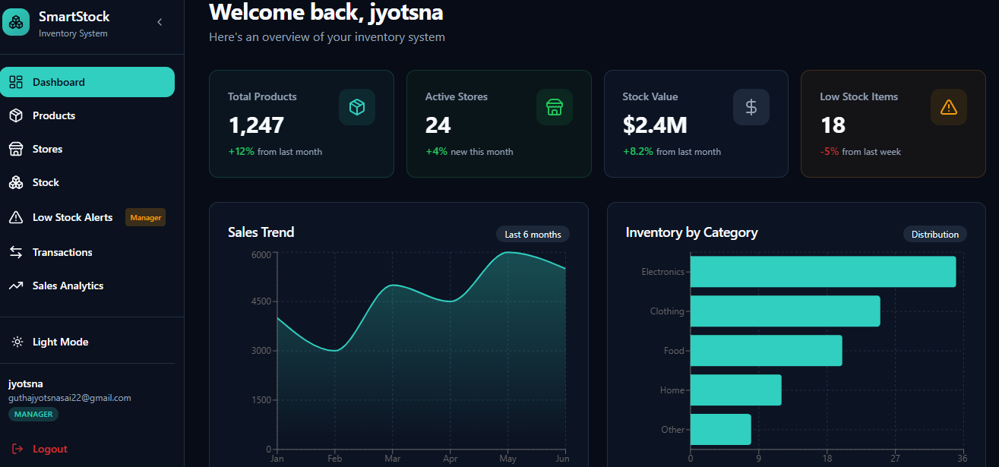 SmartStock
Inventory System
Dashboard
Products
Stores
Stock
Low Stock Alerts Manager
Transactions
Sales Analytics
Light Mode
jyotsna
guthajyotsnasai22@gmail.com
MANAGER
Logout
Welcome back, jyotsna
Here's an overview of your inventory system
Total Products
1,247
+12% from last month
Active Stores
24
+4% new this month
Stock Value
$2.4M
+8.2% from last month
Low Stock Items
18
-5% from last week
Sales Trend
Last 6 months
6000
4500
3000
1500
0
Jan Feb Mar Apr May Jun
Inventory by Category
Distribution
Electronics
Clothing
Food
Home
Other
0 9 18 27 36